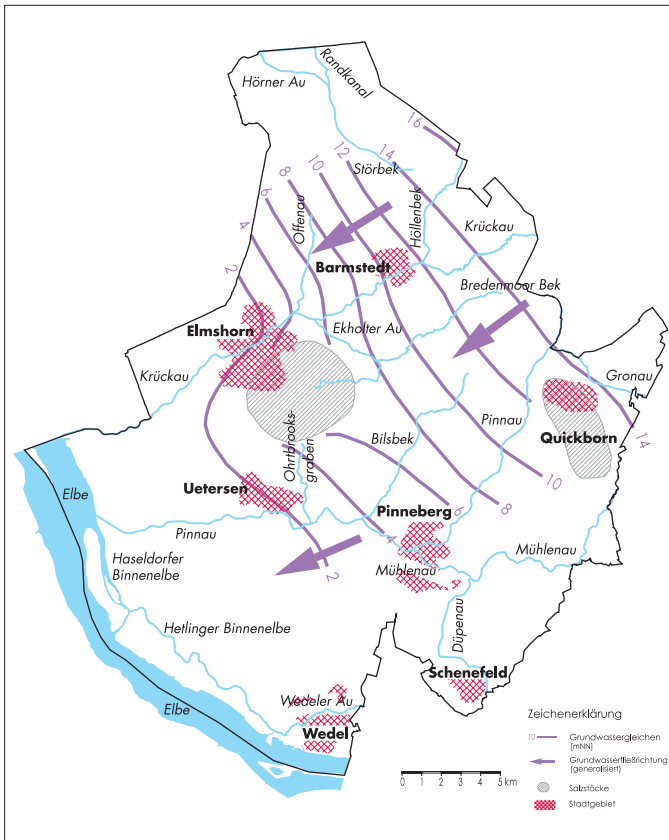 Hörner Au
Randkanal
16
14
12
10
8
6
4
2
Störbek
Höllenbek
Krückau
Offenau
Barmstedt
Bredenmoor Bek
Elmshorn
Ekholter Au
Krückau
Gronau
Pinnau
Ohrtbrooks-
graben
Bilsbek
Quickborn
14
10
8
6
4
2
Uetersen
Elbe
Pinnau
Pinneberg
Mühlenau
Mühlenau
Haseldorfer
Binnenelbe
Düpenau
Hetlinger Binnenelbe
Schenefeld
Elbe
Wedeler Au
Wedel
Zeichenerklärung
10 Grundwassergleichen
[mNN]
Grundwasserfließrichtung
(generalisiert)
Salzstöcke
Stadtgebiet
0 1 2 3 4 5 km